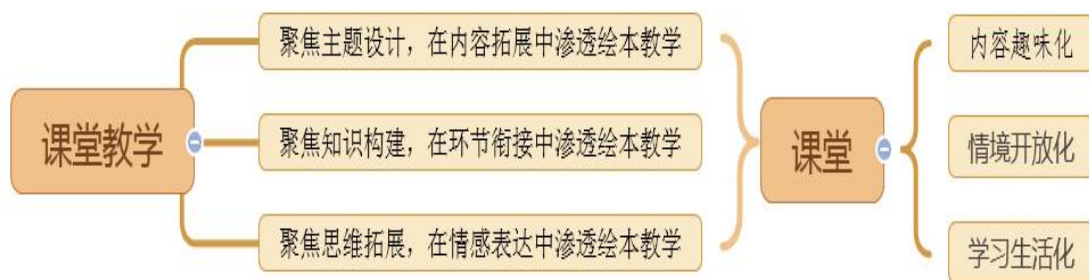 课堂教学
聚焦主题设计，在内容拓展中渗透绘本教学
聚焦知识构建，在环节衔接中渗透绘本教学
聚焦思维拓展，在情感表达中渗透绘本教学
课堂
内容趣味化
情境开放化
学习生活化